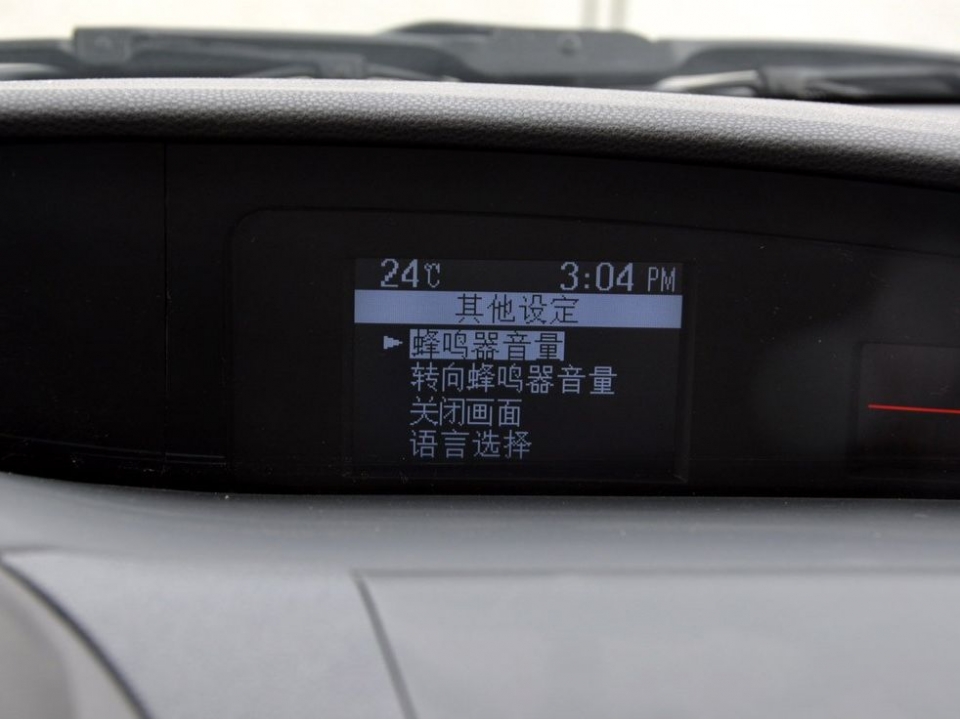 24℃ 3:04 PM
其他设定
蜂鸣器音量
转向蜂鸣器音量
关闭画面
语言选择